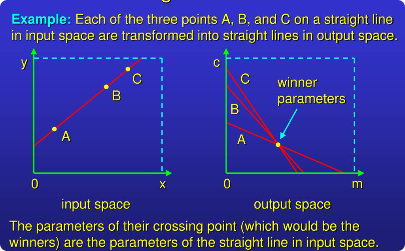 Example: Each of the three points A, B, and C on a straight line
in input space are transformed into straight lines in output space.
y
C
B
A
0
x
input space
c
C
winner
parameters
B
A
0
m
output space
The parameters of their crossing point (which would be the
winners) are the parameters of the straight line in input space.